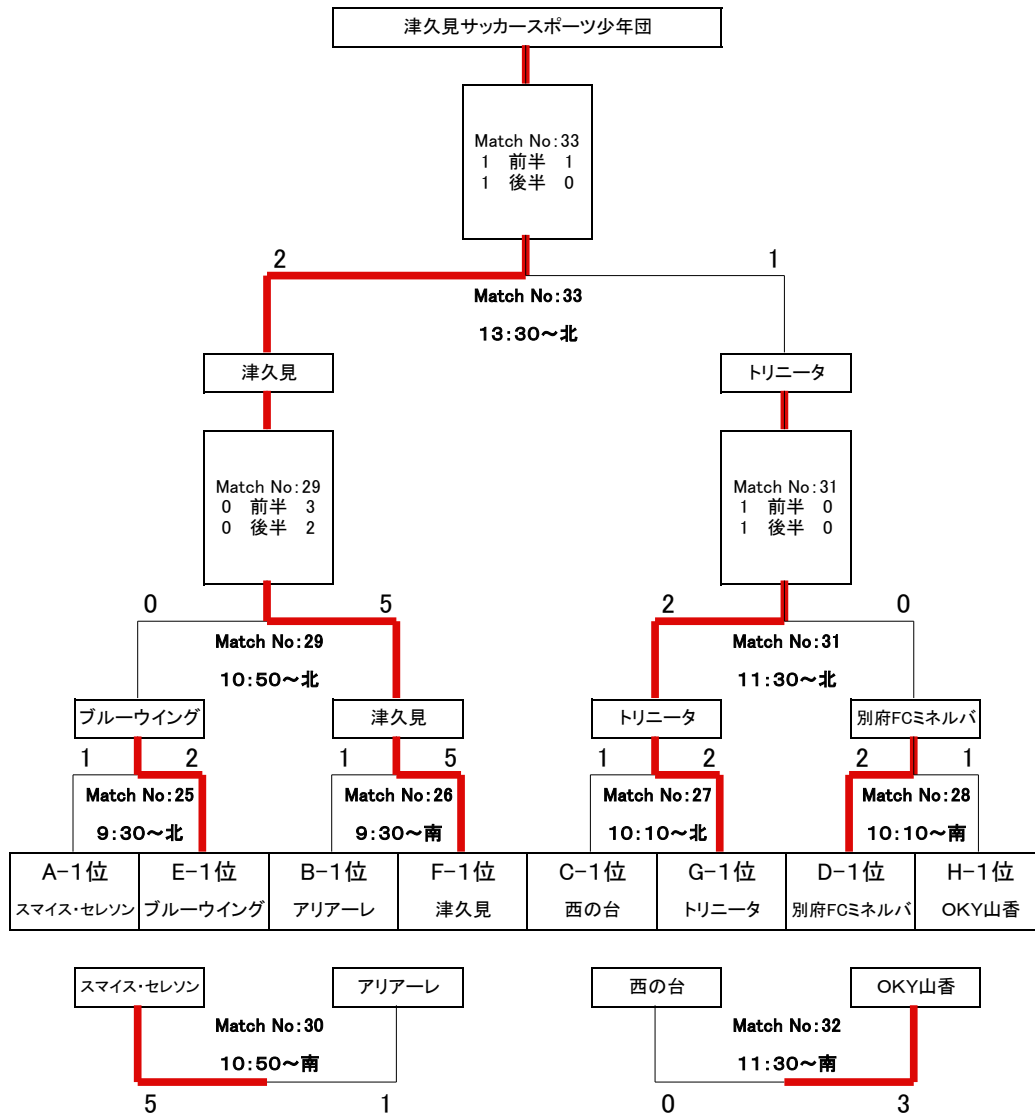 津久見サッカースポーツ少年団
Match No:33
1 前半 1
1 後半 0
2 1
Match No:33
13:30～北
津久見 トリニータ
Match No:29 Match No:31
0 前半 3 1 前半 0
0 後半 2 1 後半 0
0 5 2 0
Match No:29 Match No:31
10:50～北 11:30～北
ブルーウイング 津久見 トリニータ 別府FCミネルバ
1 2 1 5 1 2 2 1
Match No:25 Match No:26 Match No:27 Match No:28
9:30～北 9:30～南 10:10～北 10:10～南
A-1位 E-1位 B-1位 F-1位 C-1位 G-1位 D-1位 H-1位
スマイス・セレソン ブルーウイング アリアーレ 津久見 西の台 トリニータ 別府FCミネルバ OKY山香
スマイス・セレソン アリアーレ 西の台 OKY山香
Match No:30 Match No:32
10:50～南 11:30～南
5 1 0 3